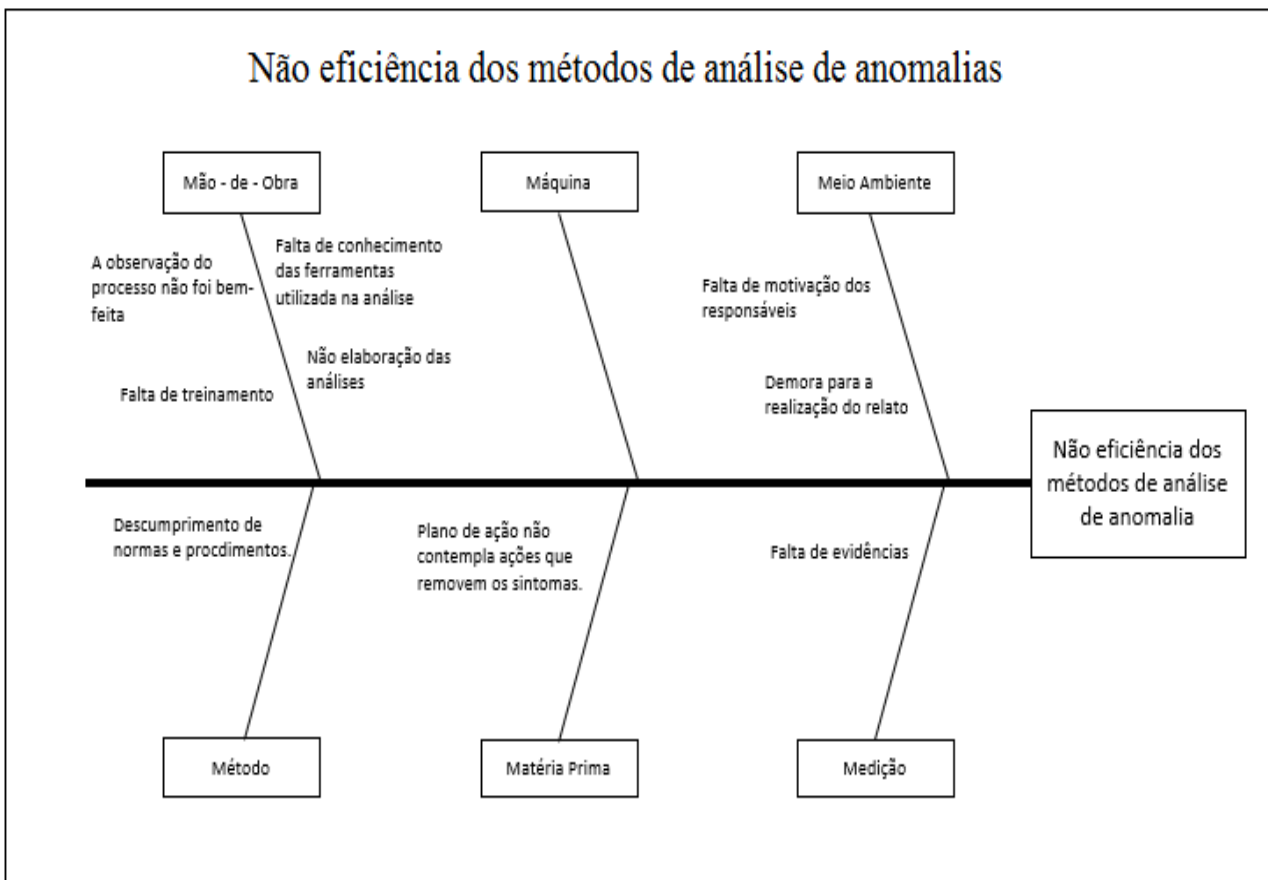 Não eficiência dos métodos de análise de anomalias
Mão - de - Obra
Máquina
Meio Ambiente
A observação do
processo não foi bem-
feita
Falta de conhecimento
das ferramentas
utilizada na análise
Falta de treinamento
Não elaboração das
análises
Falta de motivação dos
responsáveis
Demora para a
realização do relato
Não eficiência dos
métodos de análise
de anomalia
Descumprimento de
normas e procdimentos.
Plano de ação não
contempla ações que
removem os sintomas.
Falta de evidências
Método
Matéria Prima
Medição